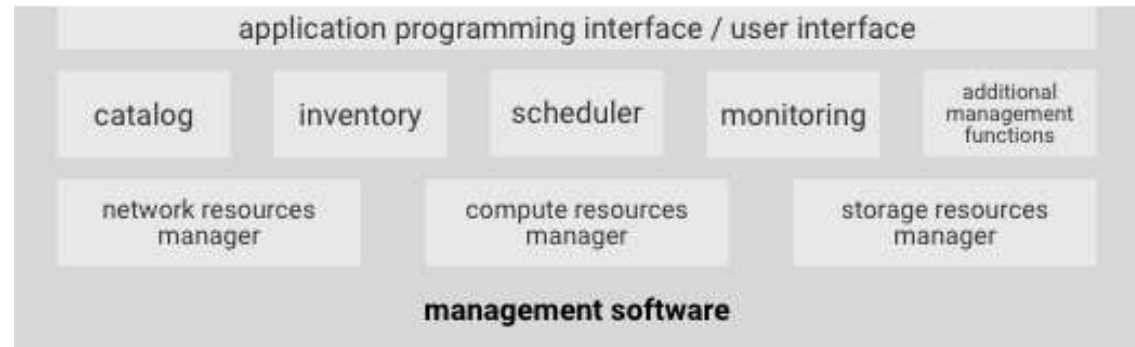 application programming interface / user interface
catalog
inventory
scheduler
monitoring
additional
management
functions
network resources
manager
compute resources
manager
storage resources
manager
management software